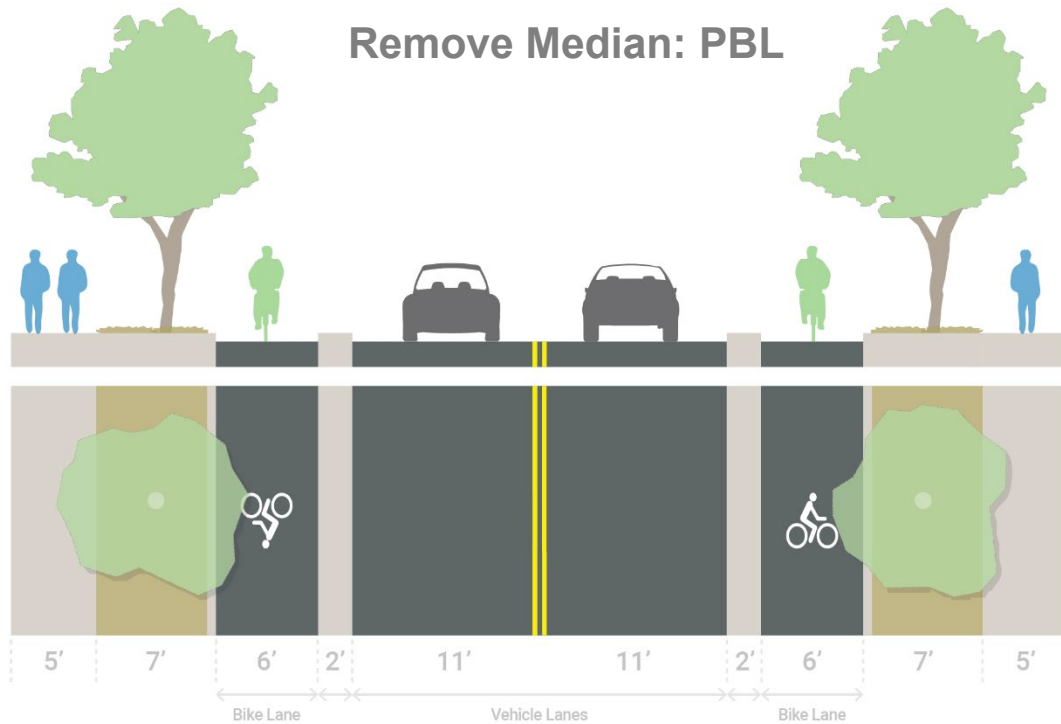 Remove Median: PBL
5’ 7’ 6’ 2’ 11’ 11’ 2’ 6’ 7’ 5’
Bike Lane Vehicle Lanes Bike Lane